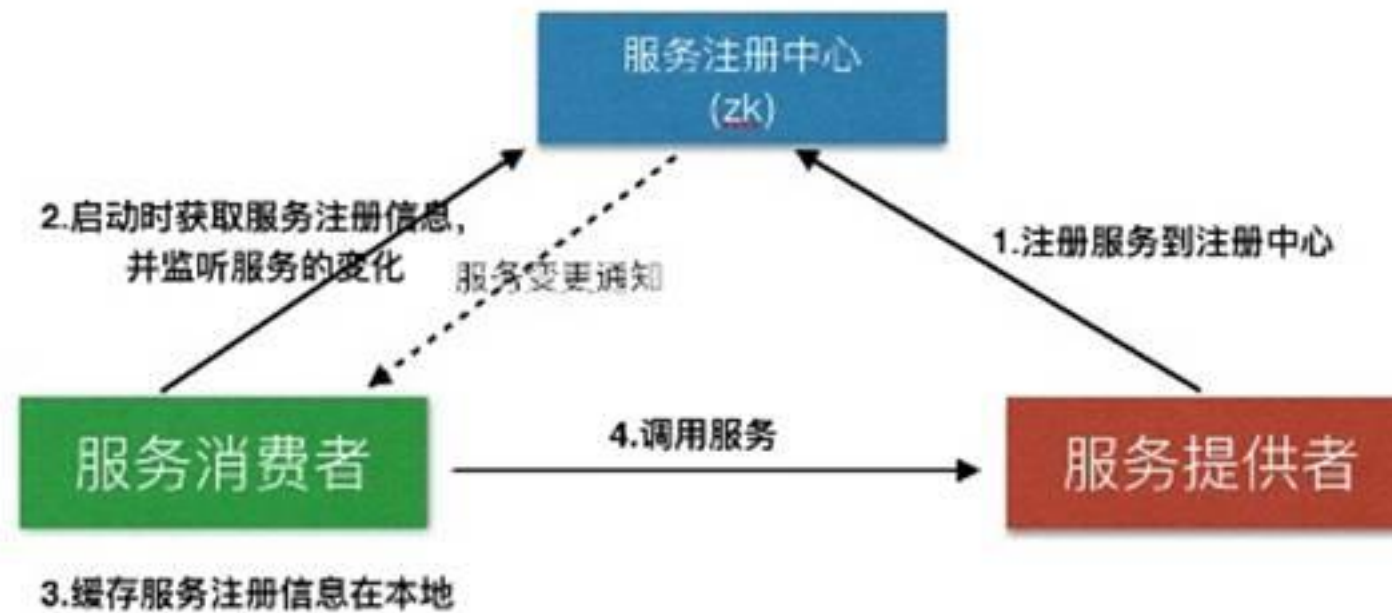 服务注册中心
(zk)
2.启动时获取服务注册信息，
并监听服务的变化
服务变更通知
1.注册服务到注册中心
服务消费者
4.调用服务
服务提供者
3.缓存服务注册信息在本地